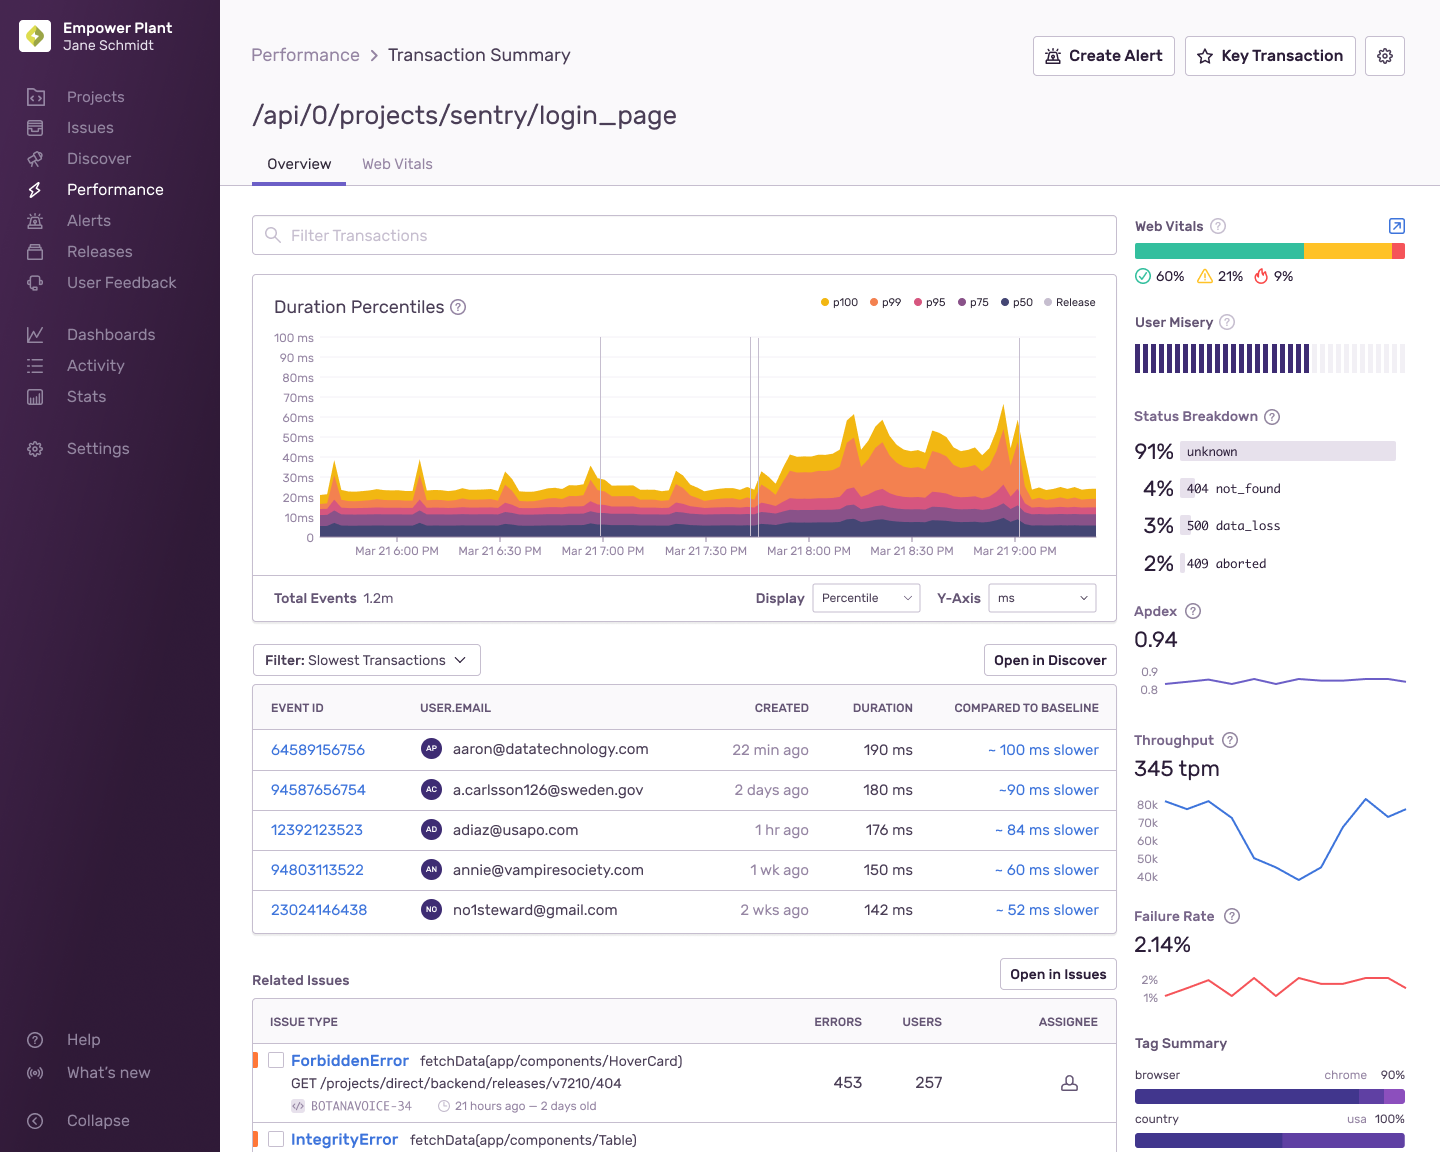 Empower Plant
Jane Schmidt
Projects
Issues
Discover
Performance
Alerts
Releases
User Feedback
Dashboards
Activity
Stats
Settings
Help
What's new
Collapse
Performance > Transaction Summary
Create Alert
Key Transaction
/api/0/projects/sentry/login_page
Overview Web Vitals
Filter Transactions
Duration Percentiles ?
p100 p99 p95 p75 p50 Release
100 ms
90 ms
80ms
70ms
60ms
50ms
40ms
30ms
20ms
10ms
0
Mar 21 6:00 PM Mar 21 6:30 PM Mar 21 7:00 PM Mar 21 7:30 PM Mar 21 8:00 PM Mar 21 8:30 PM Mar 21 9:00 PM
Total Events 1.2m
Display Percentile Y-Axis ms
Filter: Slowest Transactions
Open in Discover
EVENT ID USER.EMAIL CREATED DURATION COMPARED TO BASELINE
64589156756 AP aaron@datatechnology.com 22 min ago 190 ms ~ 100 ms slower
94587656754 AC a.carlsson126@sweden.gov 2 days ago 180 ms ~90 ms slower
12392123523 AD adiaz@usapo.com 1 hr ago 176 ms ~ 84 ms slower
94803113522 AN annie@vampiresociety.com 1 wk ago 150 ms ~ 60 ms slower
23024146438 NO no1steward@gmail.com 2 wks ago 142 ms ~ 52 ms slower
Related Issues
Open in Issues
ISSUE TYPE ERRORS USERS ASSIGNEE
ForbiddenError fetchData(app/components/HoverCard)
GET /projects/direct/backend/releases/v7210/404 453 257
BOTANAVOICE-34 21 hours ago — 2 days old
IntegrityError fetchData(app/components/Table)
Web Vitals ?
60% 21% 9%
User Misery ?
Status Breakdown ?
91% unknown
4% 404 not_found
3% 500 data_loss
2% 409 aborted
Apdex ?
0.94
0.9
0.8
Throughput ?
345 tpm
80k
70k
60k
50k
40k
Failure Rate ?
2.14%
2%
1%
Tag Summary
browser chrome 90%
country usa 100%